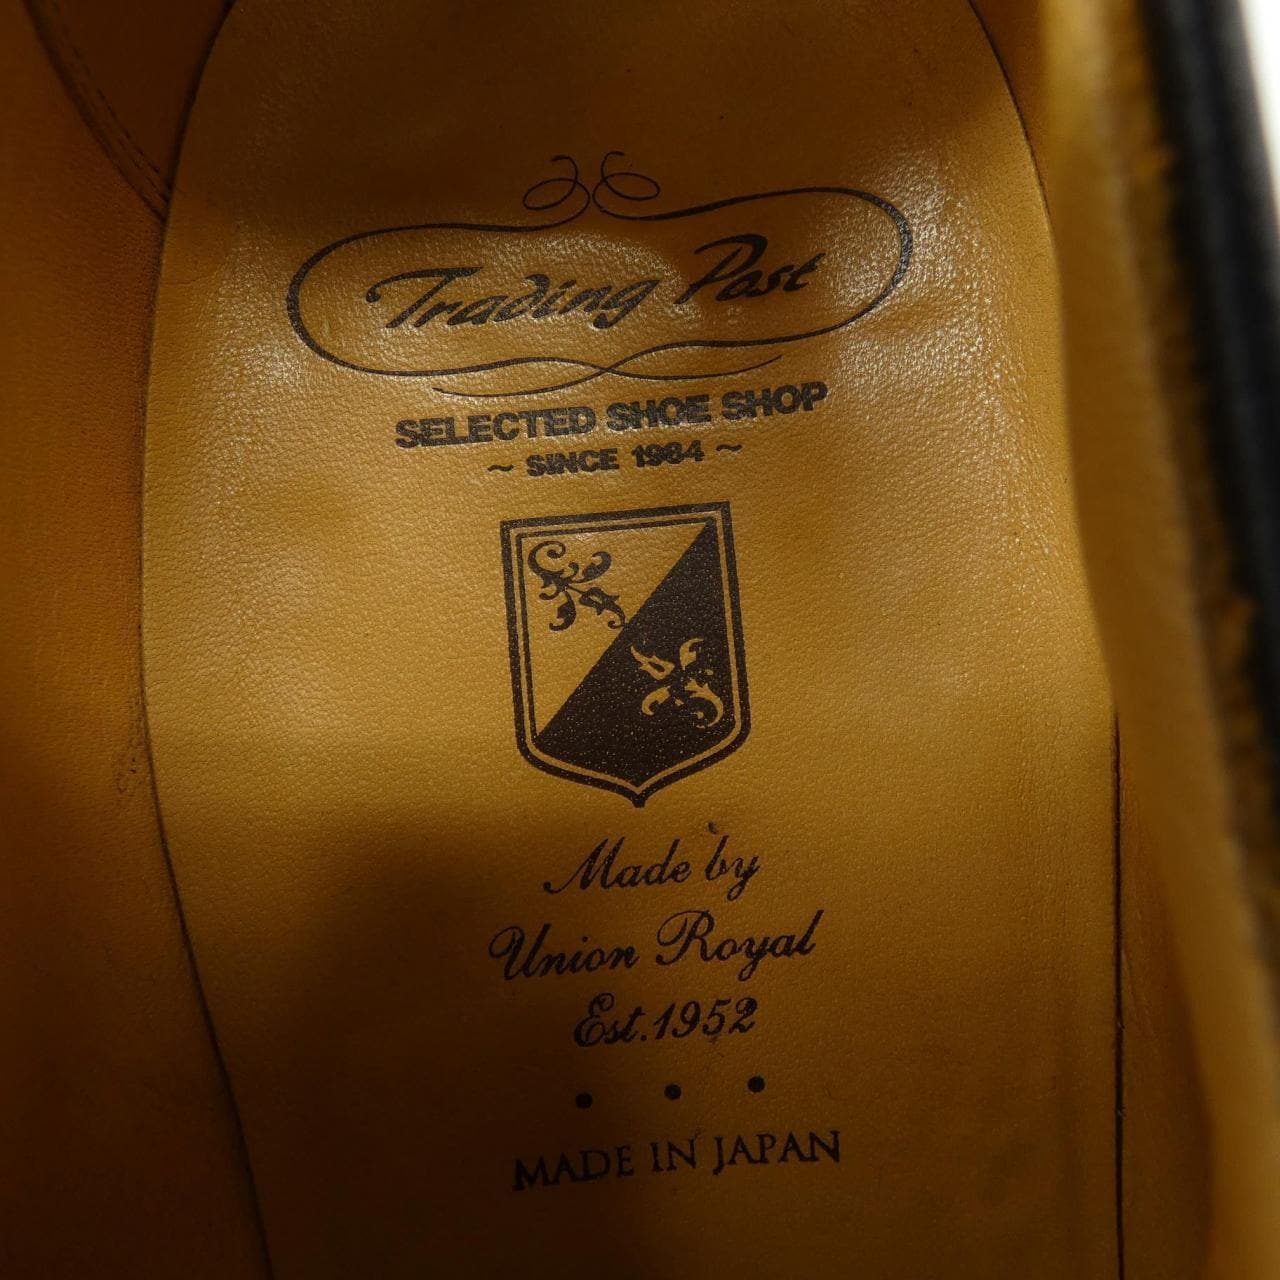 Trading Post
SELECTED SHOE SHOP
~ SINCE 1984 ~
Made by
Union Royal
Est.1952
• • •
MADE IN JAPAN